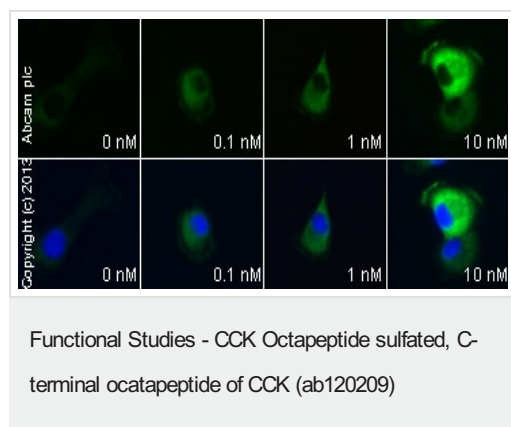 Copyright (c) 2013 Abcam plc
0 nM
0.1 nM
1 nM
10 nM
0 nM
0.1 nM
1 nM
10 nM
Functional Studies - CCK Octapeptide sulfated, C-
terminal ocatapeptide of CCK (ab120209)